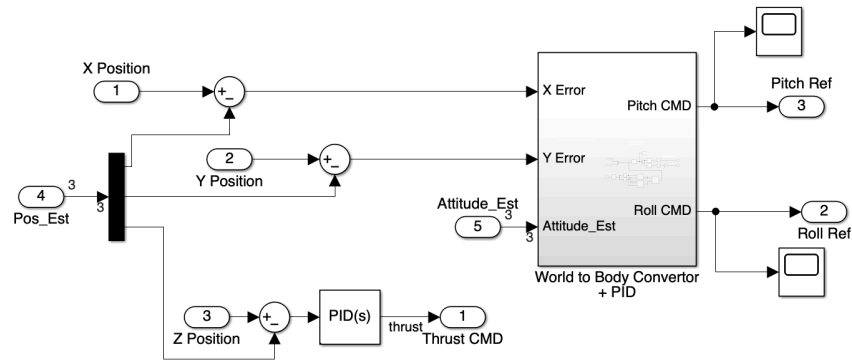 X Position
1
+
_
X Error
Pitch CMD
Pitch Ref
3
2
Y Position
+
_
Y Error
4
Pos_Est
3
3
Attitude_Est
5
3
3
Attitude_Est
Roll CMD
2
Roll Ref
World to Body Convertor
+ PID
3
Z Position
+
_
PID(s)
thrust
1
Thrust CMD